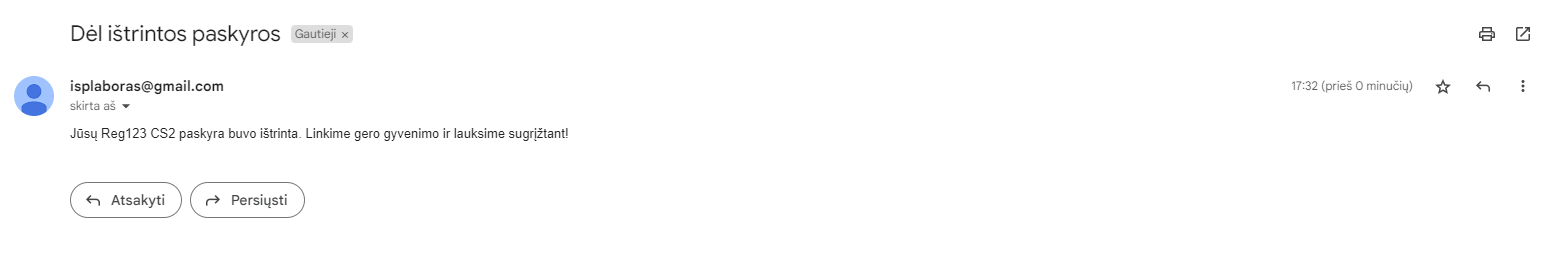 Dėl ištrintos paskyros Gautieji ×
isplaboras@gmail.com 17:32 (prieš 0 minučių)
skirta aš
Jūsų Reg123 CS2 paskyra buvo ištrinta. Linkime gero gyvenimo ir lauksime sugrįžtant!
Atsakyti Persiųsti